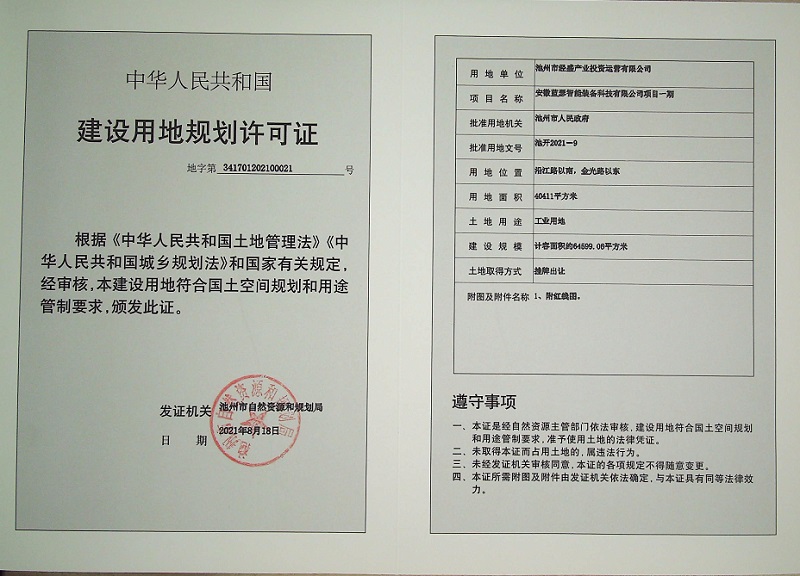 中华人民共和国
建设用地规划许可证
地字第 341701202100021 号
根据《中华人民共和国土地管理法》《中
华人民共和国城乡规划法》和国家有关规定，
经审核，本建设用地符合国土空间规划和用途
管制要求，颁发此证。
发证机关 池州市自然资源和规划局
日 期 2021年8月18日
用地单位 池州市经盛产业投资运营有限公司
项目名称 安徽蓝瑟智能装备科技有限公司项目一期
批准用地机关 池州市人民政府
批准用地文号 池开2021－9
用地位置 沿江路以南，金光路以东
用地面积 40411平方米
土地用途 工业用地
建设规模 计容面积约64699.06平方米
土地取得方式 挂牌出让
附图及附件名称 1、附红线图。
遵守事项
一、本证是经自然资源主管部门依法审核，建设用地符合国土空间规划
和用途管制要求，准予使用土地的法律凭证。
二、未取得本证而占用土地的，属违法行为。
三、未经发证机关审核同意，本证的各项规定不得随意变更。
四、本证所需附图及附件由发证机关依法确定，与本证具有同等法律效
力。